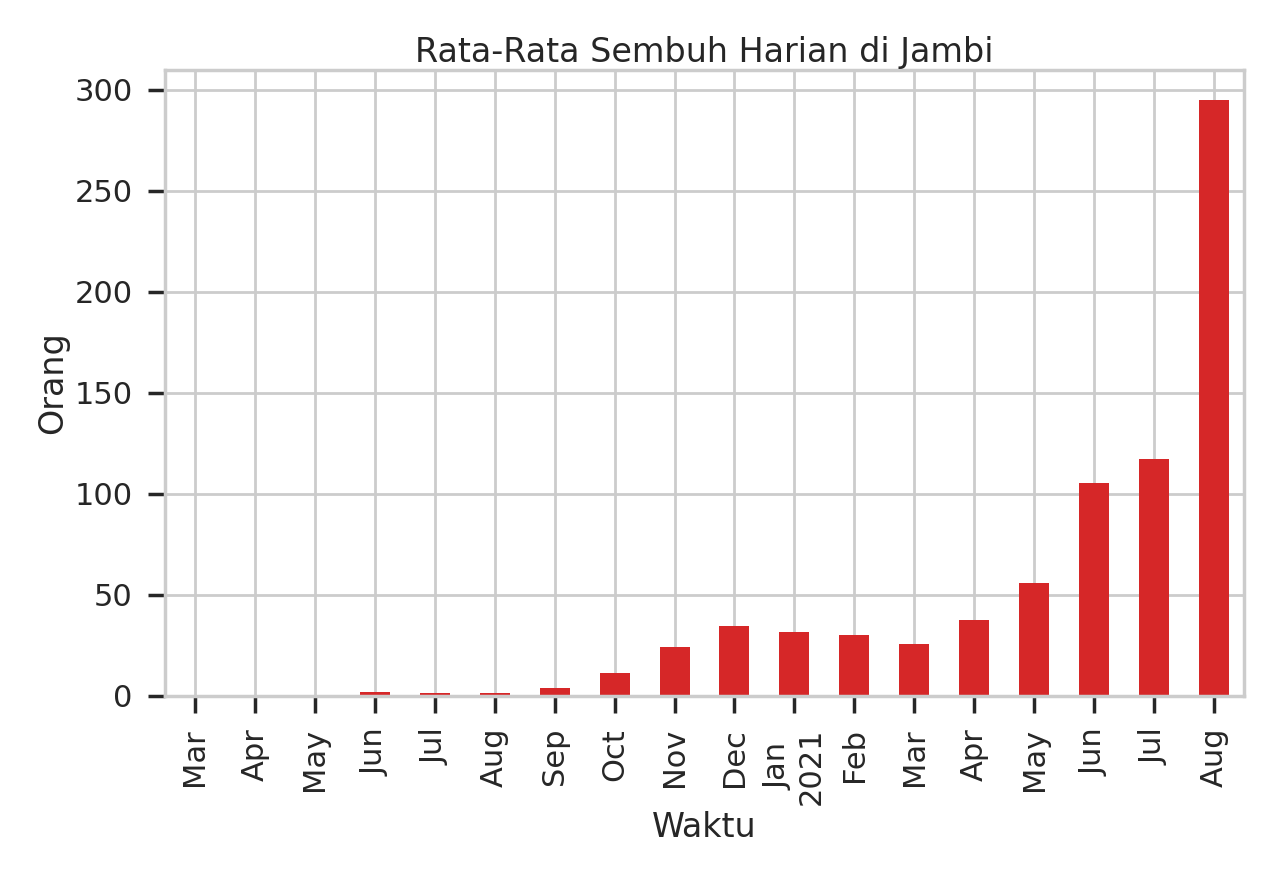 Rata-Rata Sembuh Harian di Jambi
300
250
200
150
100
50
0
Orang
Mar
Apr
May
Jun
Jul
Aug
Sep
Oct
Nov
Dec
Jan
2021
Feb
Mar
Apr
May
Jun
Jul
Aug
Waktu